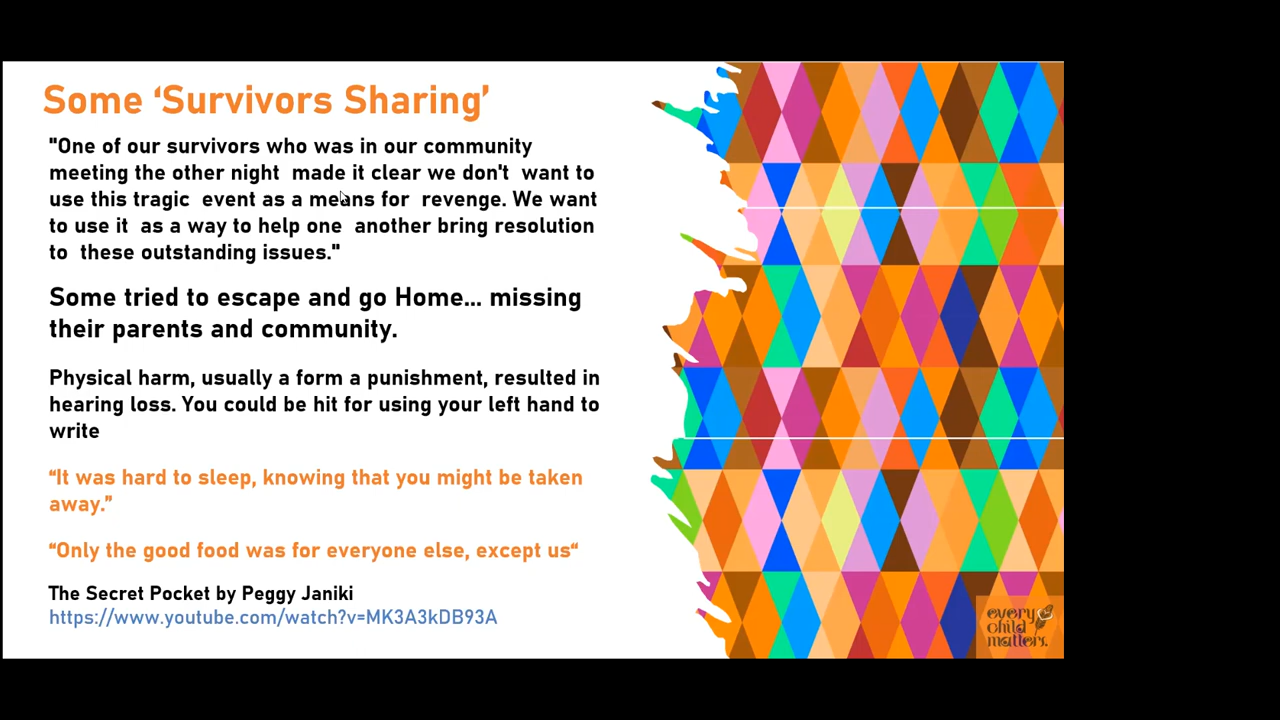 Some ‘Survivors Sharing’
"One of our survivors who was in our community
meeting the other night  made it clear we don't  want to
use this tragic  event as a means for  revenge. We want
to use it  as a way to help one  another bring resolution
to  these outstanding issues."
Some tried to escape and go Home... missing
their parents and community.
Physical harm, usually a form a punishment, resulted in
hearing loss. You could be hit for using your left hand to
write
“It was hard to sleep, knowing that you might be taken
away.”
“Only the good food was for everyone else, except us“
The Secret Pocket by Peggy Janiki
https://www.youtube.com/watch?v=MK3A3kDB93A
every
child
matters.